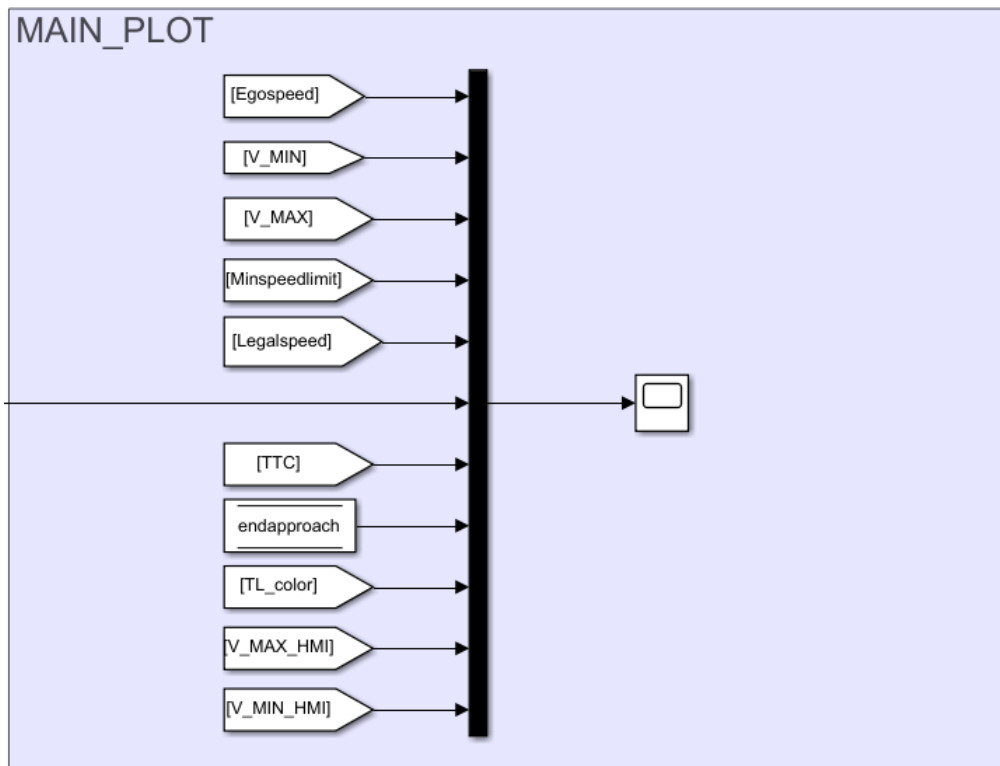 MAIN_PLOT
[Egospeed]
[V_MIN]
[V_MAX]
[Minspeedlimit]
[Legalspeed]
[TTC]
endapproach
[TL_color]
[V_MAX_HMI]
[V_MIN_HMI]